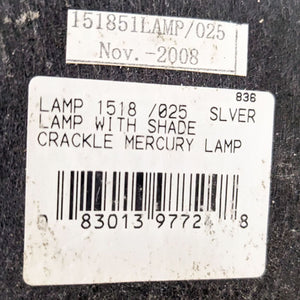 151851LAMP/025
Nov.-2008
836
LAMP 1518 /025 SLVER
LAMP WITH SHADE
CRACKLE MERCURY LAMP
0 83013 97724 8